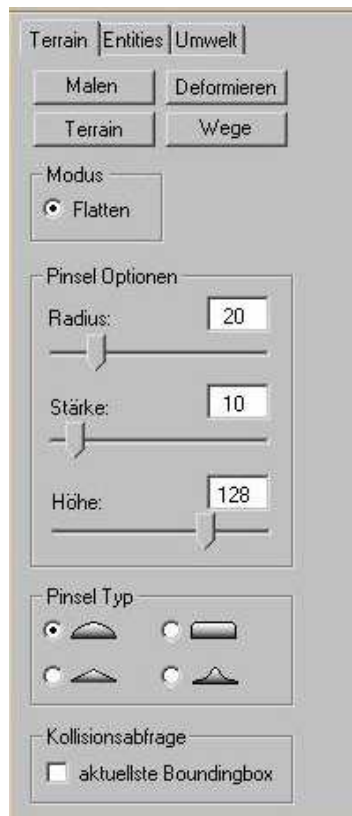 Terrain Entities Umwelt
Malen Deformieren
Terrain Wege
Modus
Flatten
Pinsel Optionen
Radius: 20
Stärke: 10
Höhe: 128
Pinsel Typ
Kollisionsabfrage
aktuellste Boundingbox